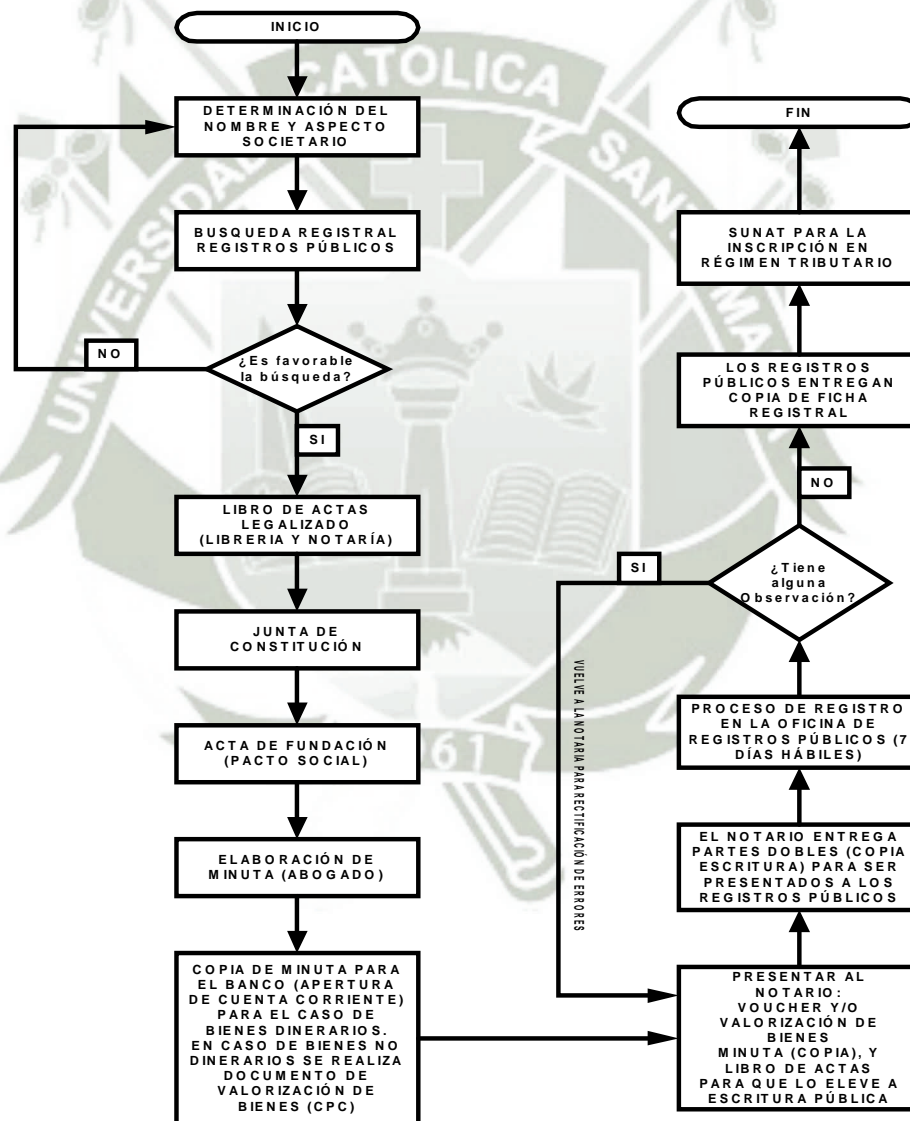 INICIO
DETERMINACIÓN DEL
NOMBRE Y ASPECTO
SOCIETARIO
BUSQUEDA REGISTRAL
REGISTROS PÚBLICOS
¿Es favorable
la búsqueda?
NO
SI
LIBRO DE ACTAS
LEGALIZADO
(LIBRERIA Y NOTARÍA)
JUNTA DE
CONSTITUCIÓN
ACTA DE FUNDACIÓN
(PACTO SOCIAL)
ELABORACIÓN DE
MINUTA (ABOGADO)
COPIA DE MINUTA PARA
EL BANCO (APERTURA
DE CUENTA CORRIENTE)
PARA EL CASO DE
BIENES DINERARIOS.
EN CASO DE BIENES NO
DINERARIOS SE REALIZA
DOCUMENTO DE
VALORIZACIÓN DE
BIENES (CPC)
FIN
SUNAT PARA LA
INSCRIPCIÓN EN
RÉGIMEN TRIBUTARIO
LOS REGISTROS
PÚBLICOS ENTREGAN
COPIA DE FICHA
REGISTRAL
NO
SI
¿Tiene
alguna
Observación?
VUELVE A LA NOTARIA PARA RECTIFICACIÓN DE ERRORES
PROCESO DE REGISTRO
EN LA OFICINA DE
REGISTROS PÚBLICOS (7
DÍAS HÁBILES)
EL NOTARIO ENTREGA
PARTES DOBLES (COPIA
ESCRITURA) PARA SER
PRESENTADOS A LOS
REGISTROS PÚBLICOS
PRESENTAR AL
NOTARIO:
VOUCHER Y/O
VALORIZACIÓN DE
BIENES
MINUTA (COPIA), Y
LIBRO DE ACTAS
PARA QUE LO ELEVE A
ESCRITURA PÚBLICA
UNIVERSIDAD
CATOLICA